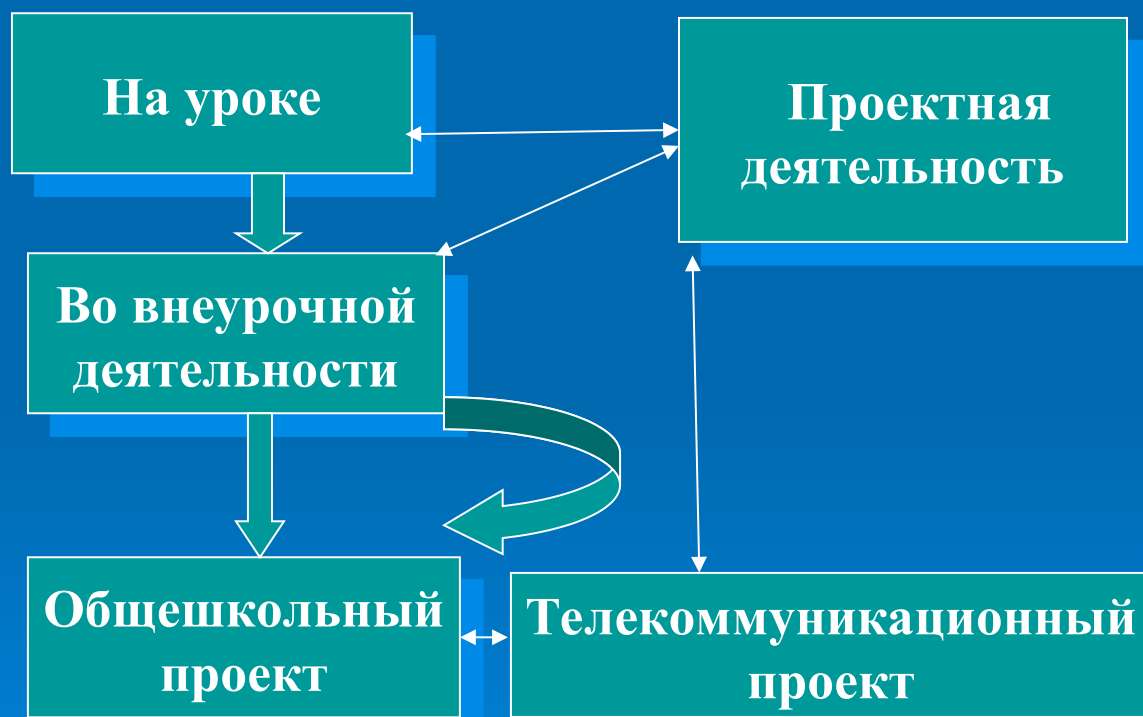 На уроке
Проектная
деятельность
Во внеурочной
деятельности
Общешкольный
проект
Телекоммуникационный
проект